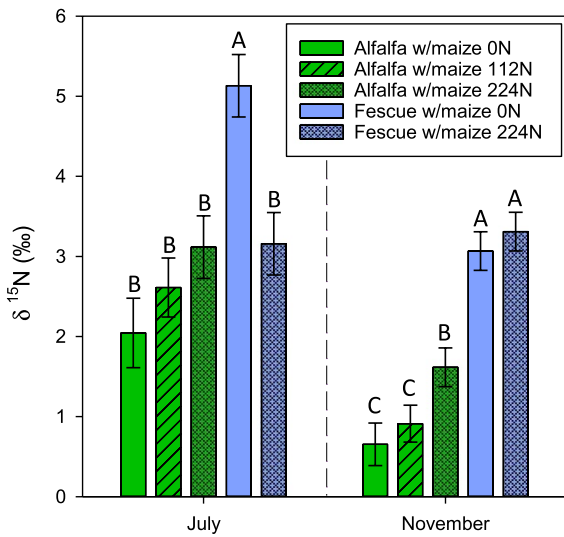 6
5
4
3
2
1
0
δ ¹⁵N (‰)
Alfalfa w/maize 0N
Alfalfa w/maize 112N
Alfalfa w/maize 224N
Fescue w/maize 0N
Fescue w/maize 224N
B
B
B
A
B
C
C
B
A
A
July
November